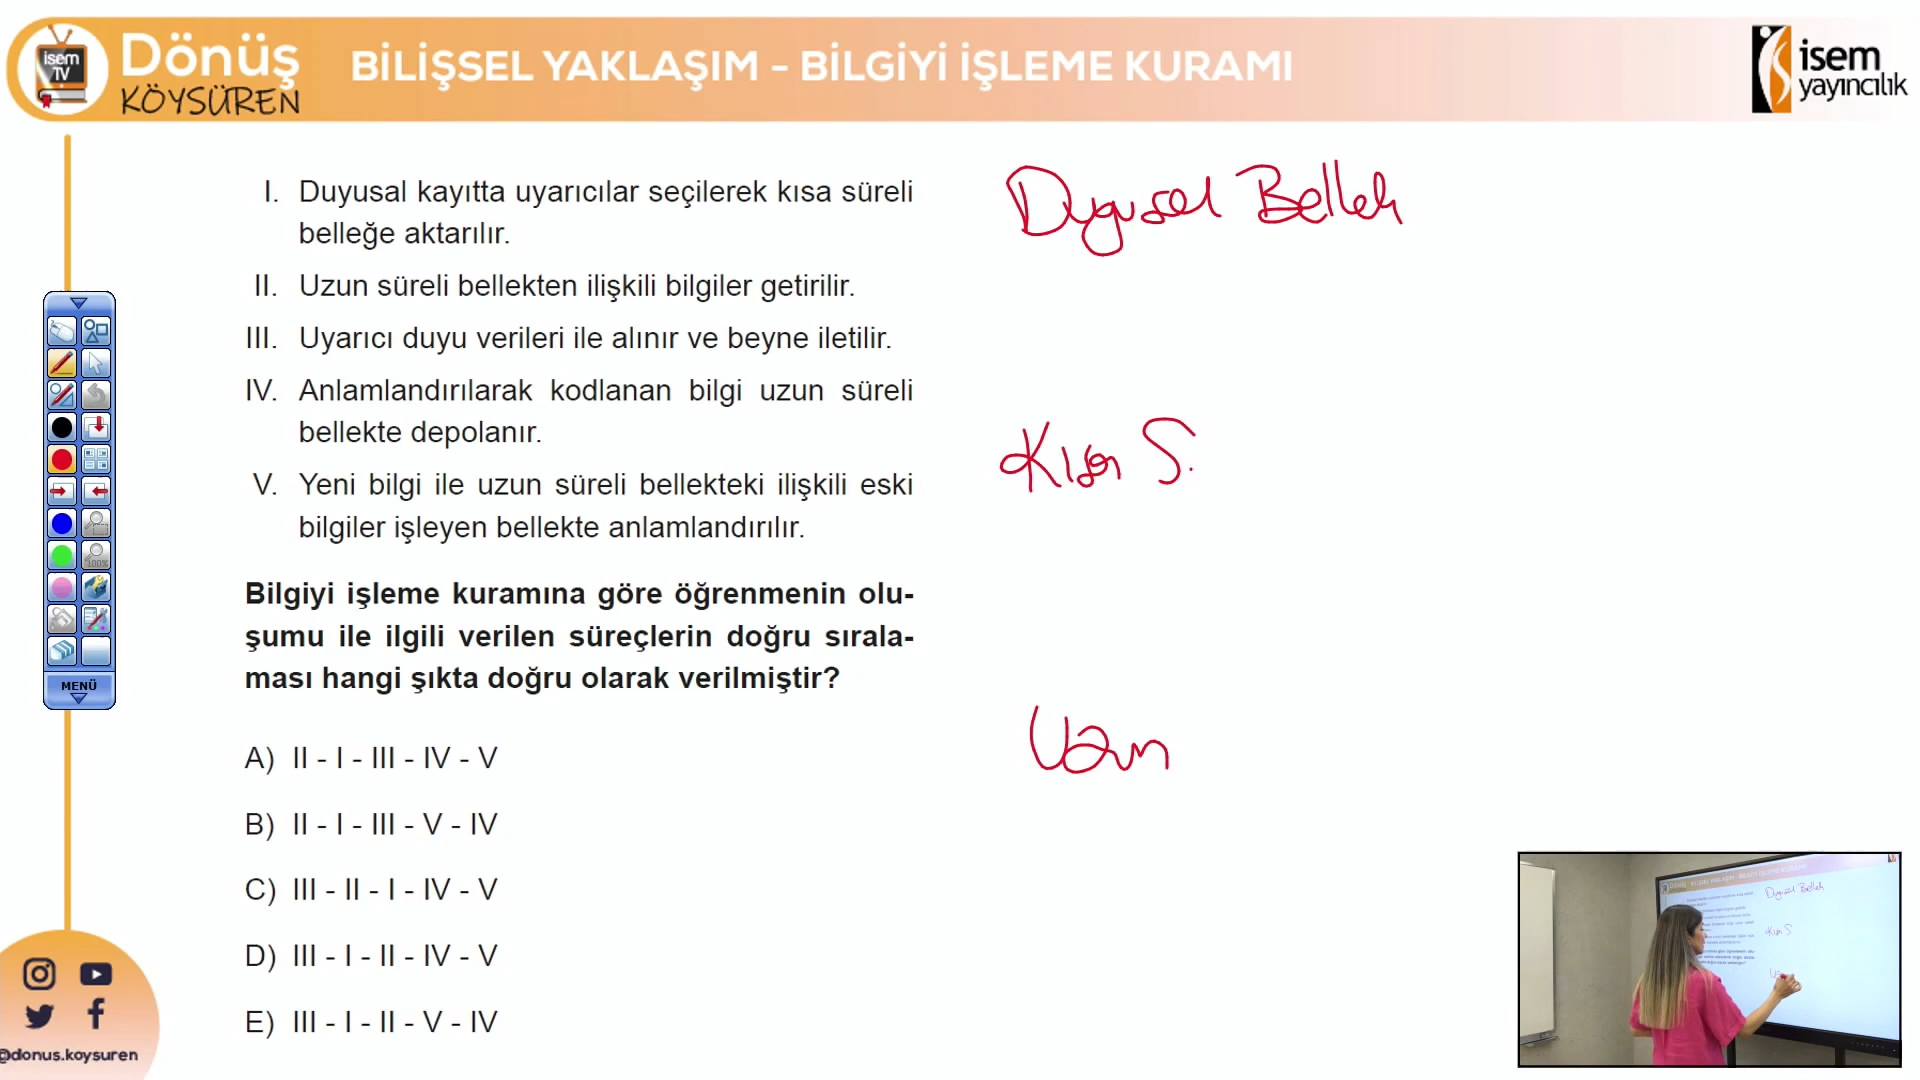 isem
TV
Dönüş
KÖYSÜREN
BİLİŞSEL YAKLAŞIM - BİLGİYİ İŞLEME KURAMI
isem
yayıncılık
I. Duyusal kayıtta uyarıcılar seçilerek kısa süreli
belleğe aktarılır.
II. Uzun süreli bellekten ilişkili bilgiler getirilir.
III. Uyarıcı duyu verileri ile alınır ve beyne iletilir.
IV. Anlamlandırılarak kodlanan bilgi uzun süreli
bellekte depolanır.
V. Yeni bilgi ile uzun süreli bellekteki ilişkili eski
bilgiler işleyen bellekte anlamlandırılır.
Bilgiyi işleme kuramına göre öğrenmenin olu-
şumu ile ilgili verilen süreçlerin doğru sırala-
ması hangi şıkta doğru olarak verilmiştir?
A) II - I - III - IV - V
B) II - I - III - V - IV
C) III - II - I - IV - V
D) III - I - II - IV - V
E) III - I - II - V - IV
Duyusal Bellek
Kısa S.
Uzun
100%
MENÜ
@donus.koysuren